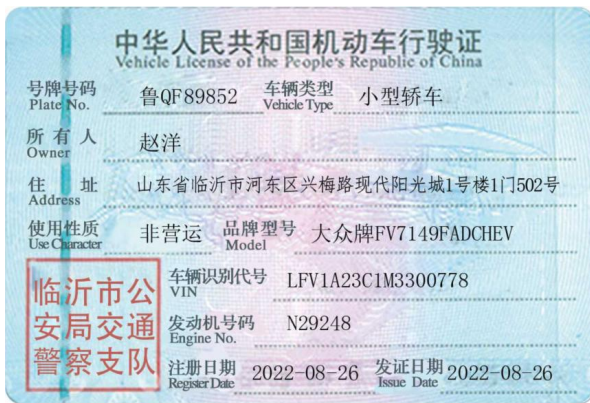 中华人民共和国机动车行驶证
Vehicle License of the People's Republic of China
号牌号码 鲁QF89852 车辆类型 小型轿车
Plate No. Vehicle Type
所有人 赵洋
Owner
住址 山东省临沂市河东区兴梅路现代阳光城1号楼1门502号
Address
使用性质 非营运 品牌型号 大众牌FV7149FADCHEV
Use Character Model
临沂市公
安局交通
警察支队
车辆识别代号 LFV1A23C1M3300778
VIN
发动机号码 N29248
Engine No.
注册日期 2022-08-26 发证日期 2022-08-26
Register Date Issue Date